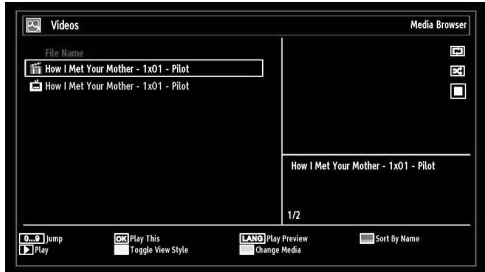 Videos
Media Browser
File Name
How I Met Your Mother - 1x01 - Pilot
How I Met Your Mother - 1x01 - Pilot
How I Met Your Mother - 1x01 - Pilot
1/2
0...9 Jump
OK Play This
LANG Play Preview
Sort By Name
Play
Toggle View Style
Change Media